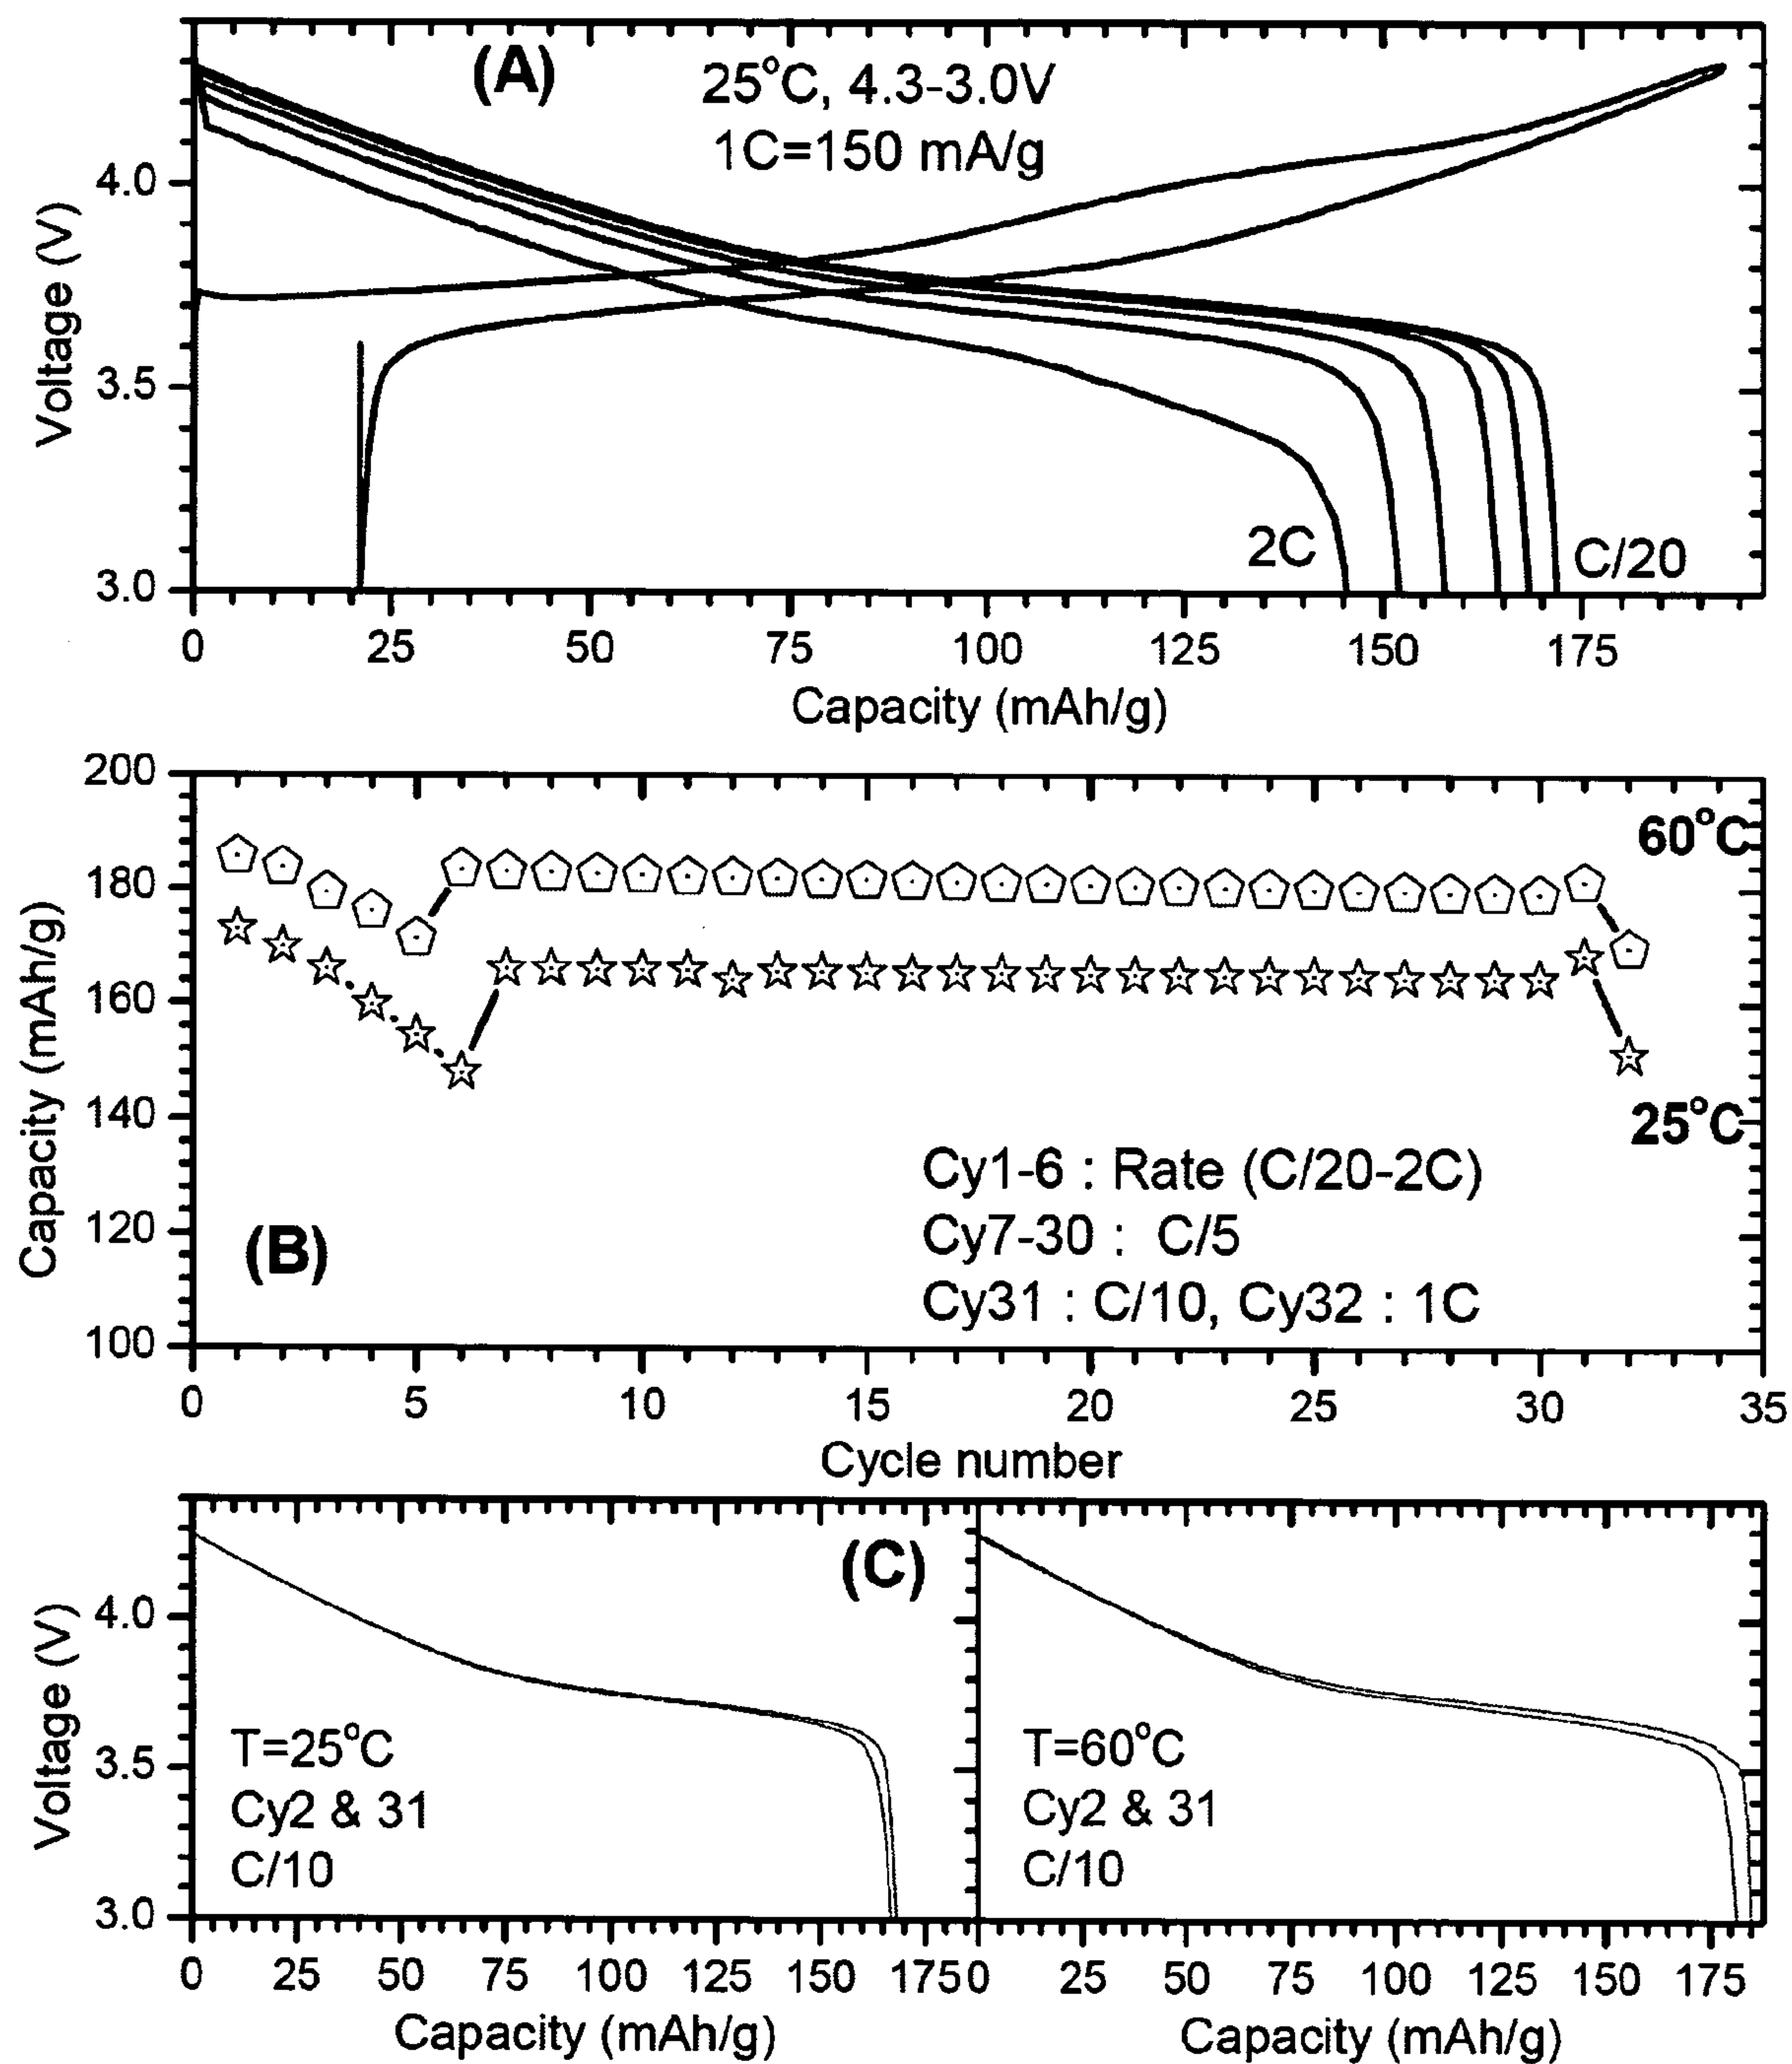 (A)
25°C, 4.3-3.0V
1C=150 mA/g
4.0
3.5
3.0
Voltage (V)
2C
C/20
0 25 50 75 100 125 150 175
Capacity (mAh/g)
200
180
160
140
120
100
Capacity (mAh/g)
60°C
25°C
(B)
Cy1-6 : Rate (C/20-2C)
Cy7-30 : C/5
Cy31 : C/10, Cy32 : 1C
0 5 10 15 20 25 30 35
Cycle number
(C)
4.0
3.5
3.0
Voltage (V)
T=25°C
Cy2 & 31
C/10
T=60°C
Cy2 & 31
C/10
0 25 50 75 100 125 150 175 0 25 50 75 100 125 150 175
Capacity (mAh/g)
Capacity (mAh/g)